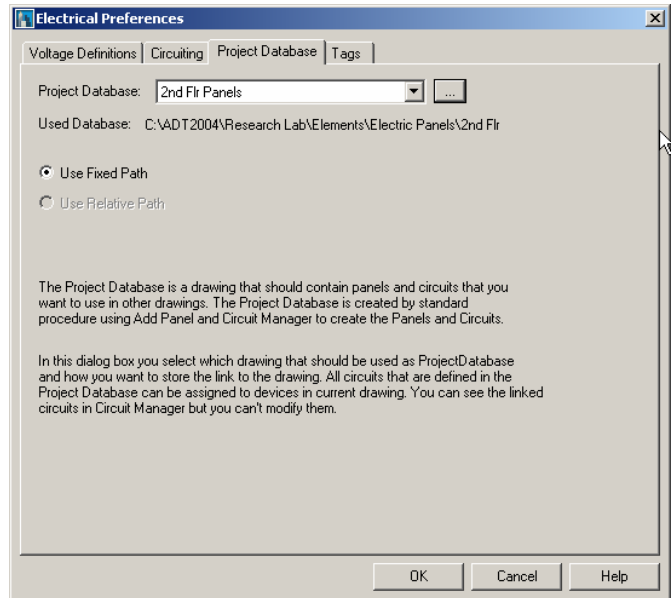 Electrical Preferences
Voltage Definitions Circuiting Project Database Tags
Project Database: 2nd Flr Panels ...
Used Database: C:\ADT2004\Research Lab\Elements\Electric Panels\2nd Flr
Use Fixed Path
Use Relative Path
The Project Database is a drawing that should contain panels and circuits that you
want to use in other drawings. The Project Database is created by standard
procedure using Add Panel and Circuit Manager to create the Panels and Circuits.
In this dialog box you select which drawing that should be used as ProjectDatabase
and how you want to store the link to the drawing. All circuits that are defined in the
Project Database can be assigned to devices in current drawing. You can see the linked
circuits in Circuit Manager but you can't modify them.
OK Cancel Help